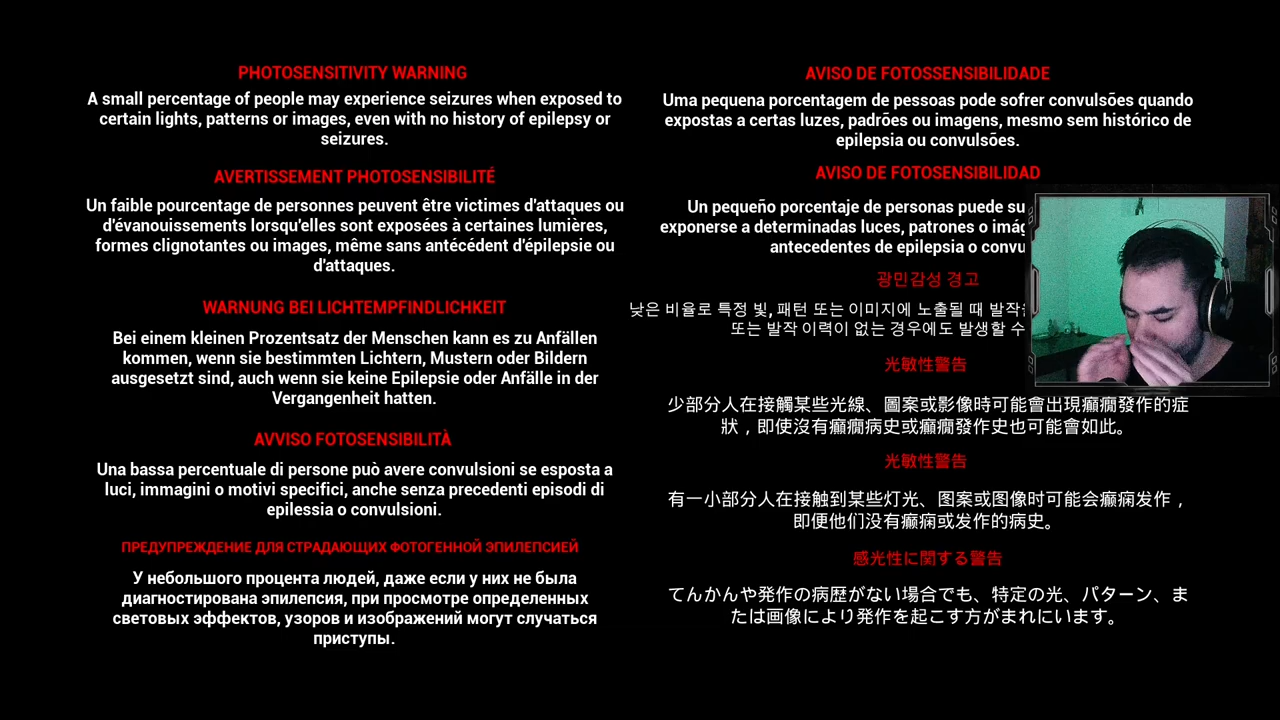 PHOTOSENSITIVITY WARNING
A small percentage of people may experience seizures when exposed to
certain lights, patterns or images, even with no history of epilepsy or
seizures.
AVERTISSEMENT PHOTOSENSIBILITÉ
Un faible pourcentage de personnes peuvent être victimes d'attaques ou
d'évanouissements lorsqu'elles sont exposées à certaines lumières,
formes clignotantes ou images, même sans antécédent d'épilepsie ou
d'attaques.
WARNUNG BEI LICHTEMPFINDLICHKEIT
Bei einem kleinen Prozentsatz der Menschen kann es zu Anfällen
kommen, wenn sie bestimmten Lichtern, Mustern oder Bildern
ausgesetzt sind, auch wenn sie keine Epilepsie oder Anfälle in der
Vergangenheit hatten.
AVVISO FOTOSENSIBILITÀ
Una bassa percentuale di persone può avere convulsioni se esposta a
luci, immagini o motivi specifici, anche senza precedenti episodi di
epilessia o convulsioni.
ПРЕДУПРЕЖДЕНИЕ ДЛЯ СТРАДАЮЩИХ ФОТОГЕННОЙ ЭПИЛЕПСИЕЙ
У небольшого процента людей, даже если у них не была
диагностирована эпилепсия, при просмотре определенных
световых эффектов, узоров и изображений могут случаться
приступы.
AVISO DE FOTOSSENSIBILIDADE
Uma pequena porcentagem de pessoas pode sofrer convulsões quando
expostas a certas luzes, padrões ou imagens, mesmo sem histórico de
epilepsia ou convulsões.
AVISO DE FOTOSENSIBILIDAD
Un pequeño porcentaje de personas puede
exponerse a determinadas luces, patrones o
antecedentes de epilepsia o
광민감성 경고
낮은 비율로 특정 빛, 패턴 또는 이미지에 노출될 때
또는 발작 이력이 없는 경우에도 발생할 수
光敏性警告
少部分人在接觸某些光線、圖案或影像時可能會出現癲癇發作的症
狀，即使沒有癲癇病史或癲癇發作史也可能會如此。
光敏性警告
有一小部分人在接触到某些灯光、图案或图像时可能会癫痫发作，
即便他们没有癫痫或发作的病史。
感光性に関する警告
てんかんや発作の病歴がない場合でも、特定の光、パターン、ま
たは画像により発作を起こす方がまれにいます。